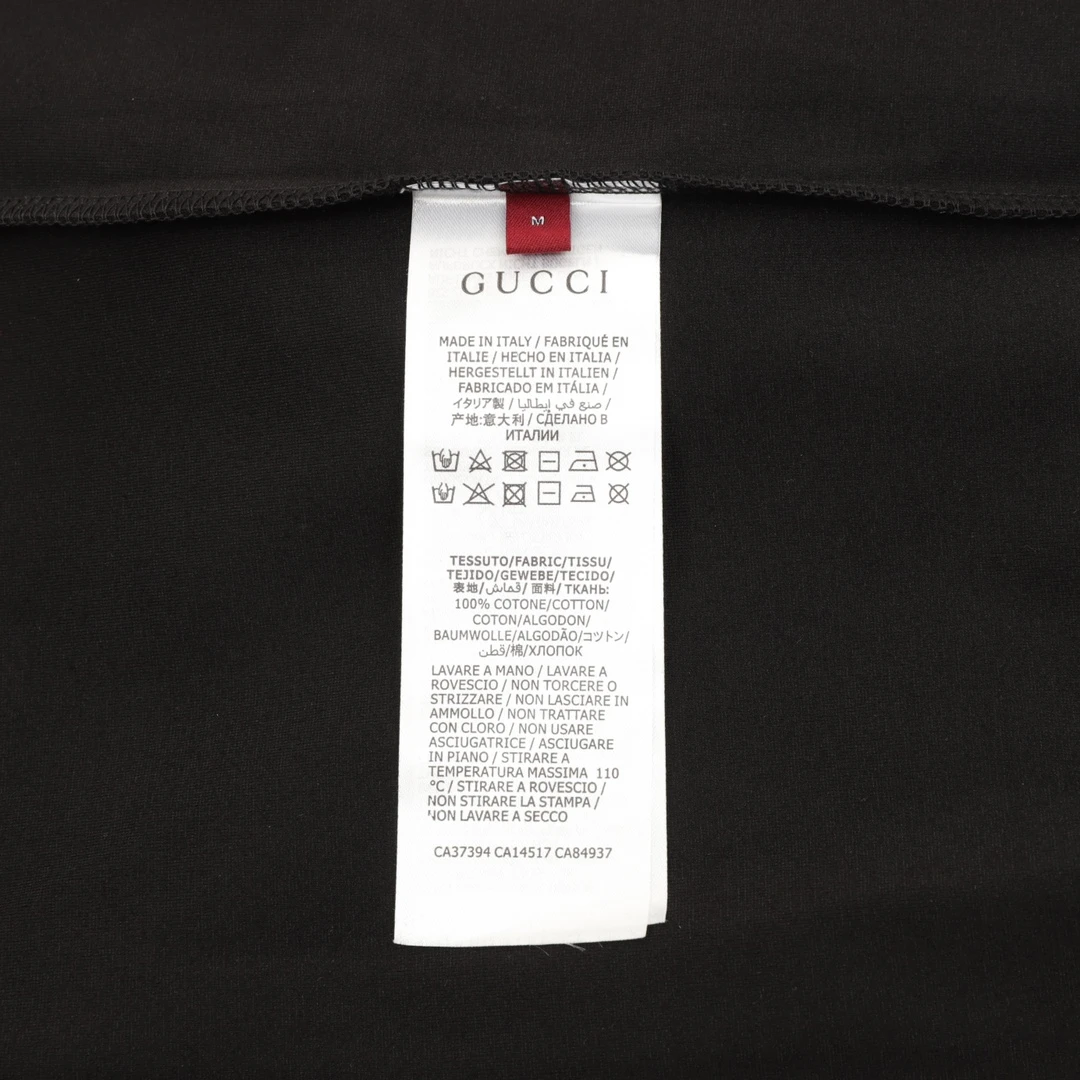 M
GUCCI
MADE IN ITALY / FABRIQUÉ EN
ITALIE / HECHO EN ITALIA /
HERGESTELLT IN ITALIEN /
FABRICADO EM ITÁLIA /
イタリア製 / صنع في إيطاليا /
产地:意大利 / СДЕЛАНО В
ИТАЛИИ
TESSUTO/FABRIC/TISSU/
TEJIDO/GEWEBE/TECIDO/
表地/قماش/ 面料/ ТКАНЬ:
100% COTONE/COTTON/
COTON/ALGODON/
BAUMWOLLE/ALGODÃO/コツトン/
قطن/棉/ХЛОПОК
LAVARE A MANO / LAVARE A
ROVESCIO / NON TORCERE O
STRIZZARE / NON LASCIARE IN
AMMOLLO / NON TRATTARE
CON CLORO / NON USARE
ASCIUGATRICE / ASCIUGARE
IN PIANO / STIRARE A
TEMPERATURA MASSIMA 110
°C / STIRARE A ROVESCIO /
NON STIRARE LA STAMPA /
NON LAVARE A SECCO
CA37394 CA14517 CA84937